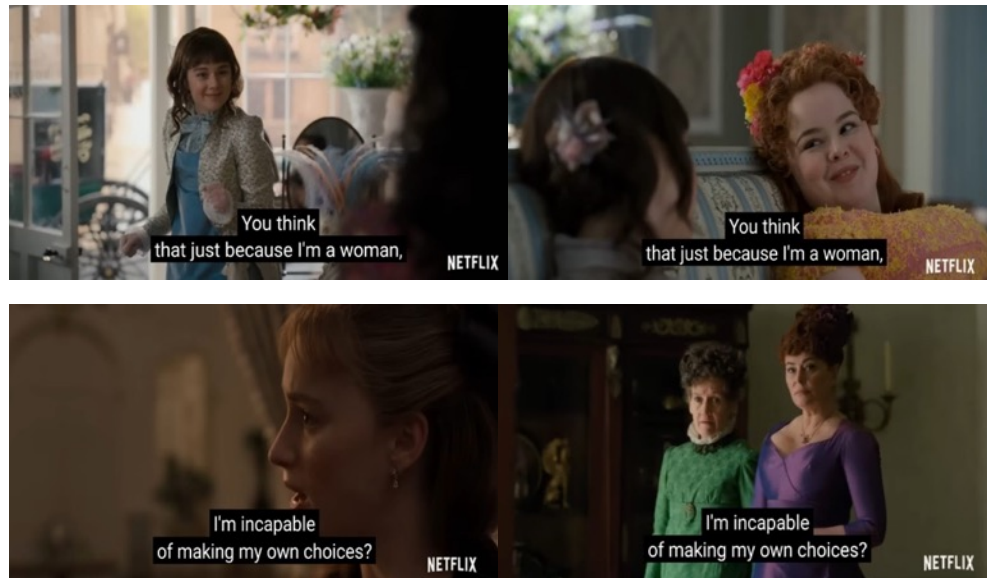 You think
that just because I'm a woman,
NETFLIX
You think
that just because I'm a woman,
NETFLIX
I'm incapable
of making my own choices?
NETFLIX
I'm incapable
of making my own choices?
NETFLIX